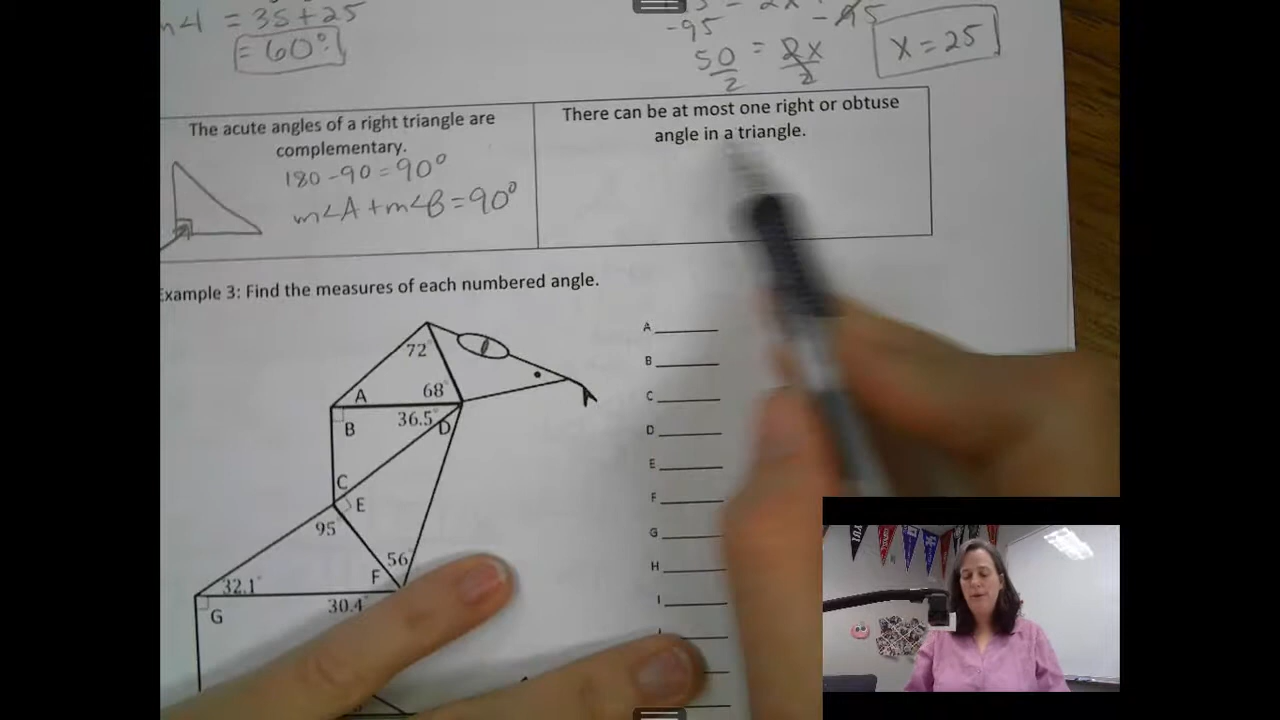 m∠1 = 35+25
= 60°
-95
-95
50/2 = 2x/2
x = 25
The acute angles of a right triangle are
complementary.
180 - 90 = 90°
m∠A + m∠B = 90°
There can be at most one right or obtuse
angle in a triangle.
Example 3: Find the measures of each numbered angle.
72°
A
68°
36.5°
B
D
C
E
95
56°
F
32.1°
30.4°
G
A
B
C
D
E
F
G
H
I